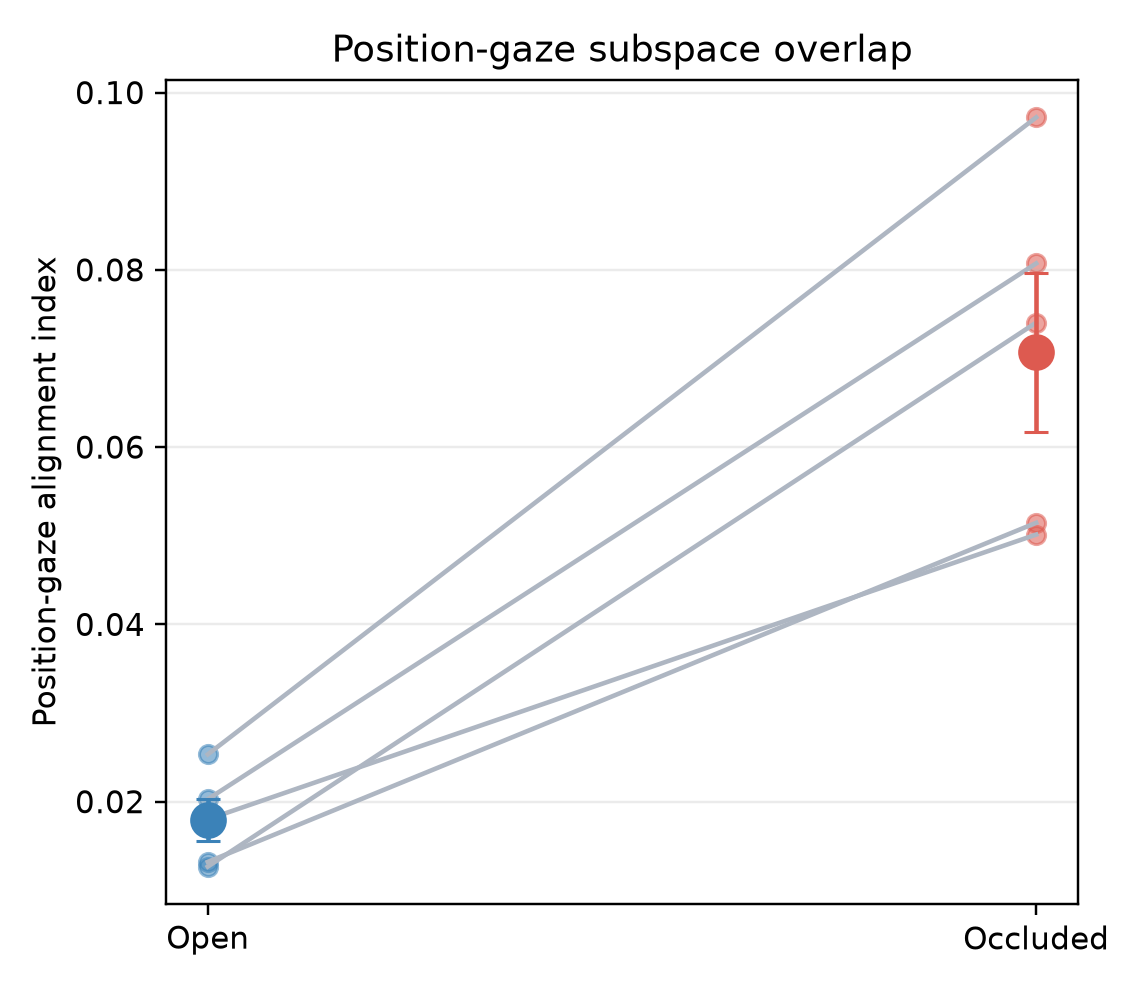 Position-gaze subspace overlap
Position-gaze alignment index
0.10
0.08
0.06
0.04
0.02
Open
Occluded